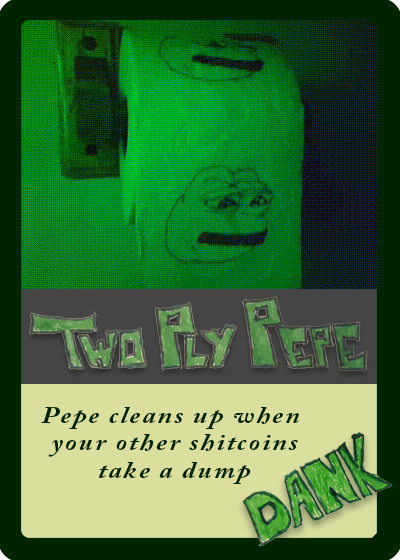 Two Ply Pepe
Pepe cleans up when
your other shitcoins
take a dump
DANK